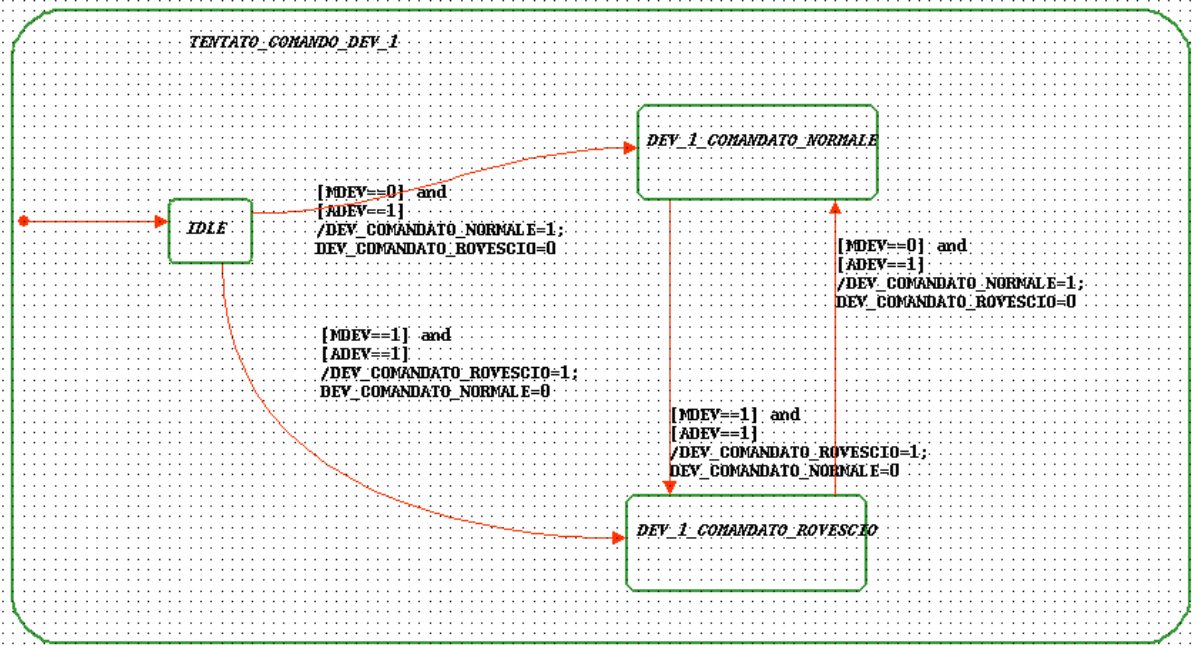 TENTATO_COMANDO_DEV_1
DEV_1_COMANDATO_NORMALE
[MDEV==0] and
[ADEV==1]
/DEV_COMANDATO_NORMALE=1;
DEV_COMANDATO_ROVESCIO=0
IDLE
[MDEV==0] and
[ADEV==1]
/DEV_COMANDATO_NORMALE=1;
DEV_COMANDATO_ROVESCIO=0
[MDEV==1] and
[ADEV==1]
/DEV_COMANDATO_ROVESCIO=1;
DEV_COMANDATO_NORMALE=0
[MDEV==1] and
[ADEV==1]
/DEV_COMANDATO_ROVESCIO=1;
DEV_COMANDATO_NORMALE=0
DEV_1_COMANDATO_ROVESCIO